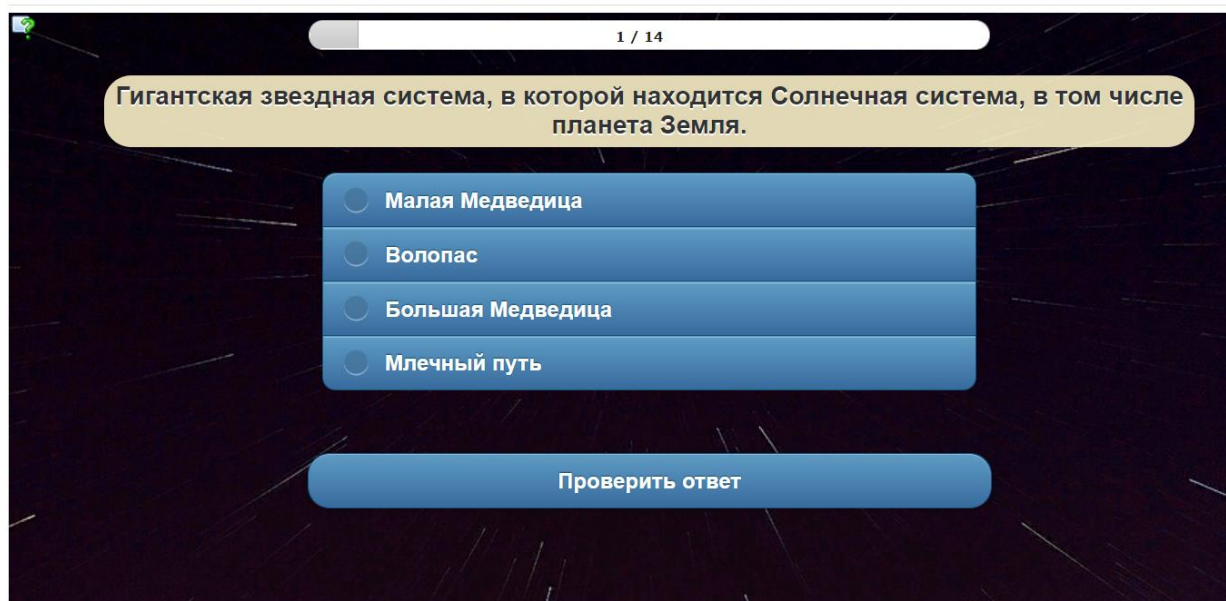 1 / 14
Гигантская звездная система, в которой находится Солнечная система, в том числе
планета Земля.
Малая Медведица
Волопас
Большая Медведица
Млечный путь
Проверить ответ